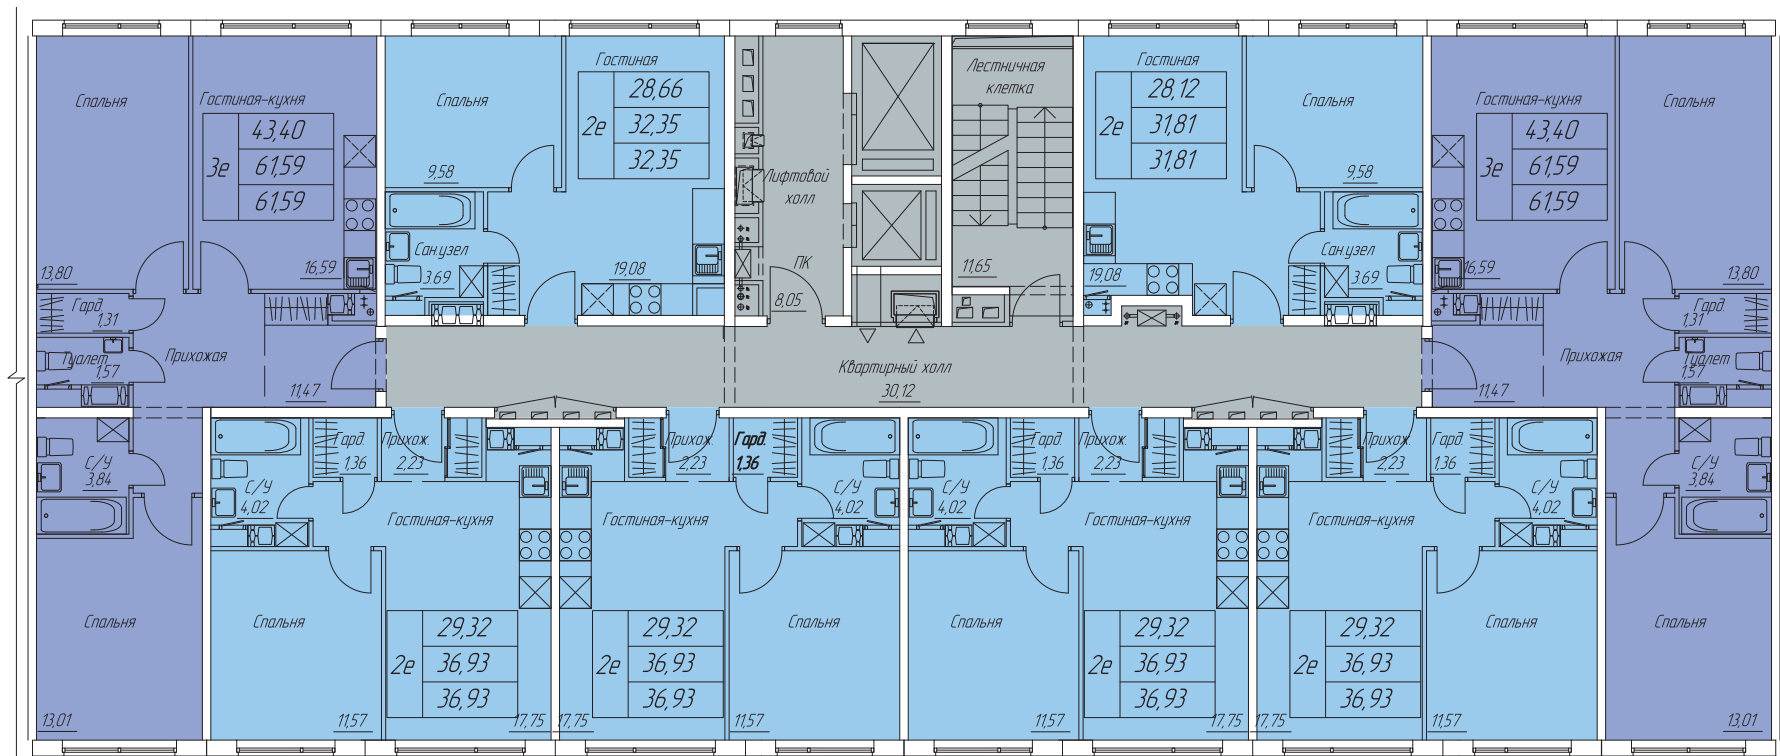 Спальня
13,80
Гостиная-кухня
3е
43,40
61,59
61,59
16,59
Гард.
1,31
Туалет
1,57
Прихожая
11,47
С/У
3,84
Спальня
13,01
Спальня
9,58
Сан.узел
3.69
Гостиная
2е
28,66
32,35
32,35
19,08
Лифтовой
холл
ПК
8,05
Лестничная
клетка
11,65
Квартирный холл
30,12
Гостиная
2е
28,12
31,81
31,81
19,08
Спальня
9,58
Сан.узел
3.69
Гостиная-кухня
3е
43,40
61,59
61,59
16,59
Спальня
13,80
Гард.
1,31
Туалет
1,57
Прихожая
11,47
С/У
3,84
Спальня
13,01
Гард.
1,36
Прихож.
2,23
С/У
4,02
Гостиная-кухня
Спальня
11,57
2е
29,32
36,93
36,93
17,75
Прихож.
2,23
Гард.
1,36
С/У
4,02
Гостиная-кухня
2е
29,32
36,93
36,93
17,75
Спальня
11,57
Гард.
1,36
Прихож.
2,23
С/У
4,02
Гостиная-кухня
Спальня
11,57
2е
29,32
36,93
36,93
17,75
Прихож.
2,23
Гард.
1,36
С/У
4,02
Гостиная-кухня
2е
29,32
36,93
36,93
17,75
Спальня
11,57